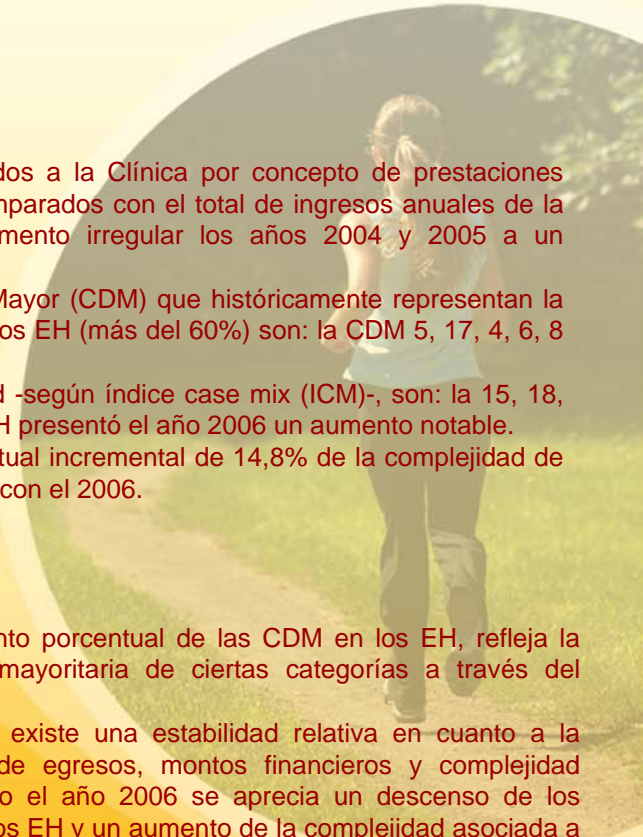 dos a la Clínica por concepto de prestaciones
mparados con el total de ingresos anuales de la
mento irregular los años 2004 y 2005 a un
Mayor (CDM) que históricamente representan la
os EH (más del 60%) son: la CDM 5, 17, 4, 6, 8
d -según índice case mix (ICM)-, son: la 15, 18,
H presentó el año 2006 un aumento notable.
tual incremental de 14,8% de la complejidad de
con el 2006.
nto porcentual de las CDM en los EH, refleja la
mayoritaria de ciertas categorías a través del
existe una estabilidad relativa en cuanto a la
de egresos, montos financieros y complejidad
o el año 2006 se aprecia un descenso de los
os EH y un aumento de la complejidad asociada a